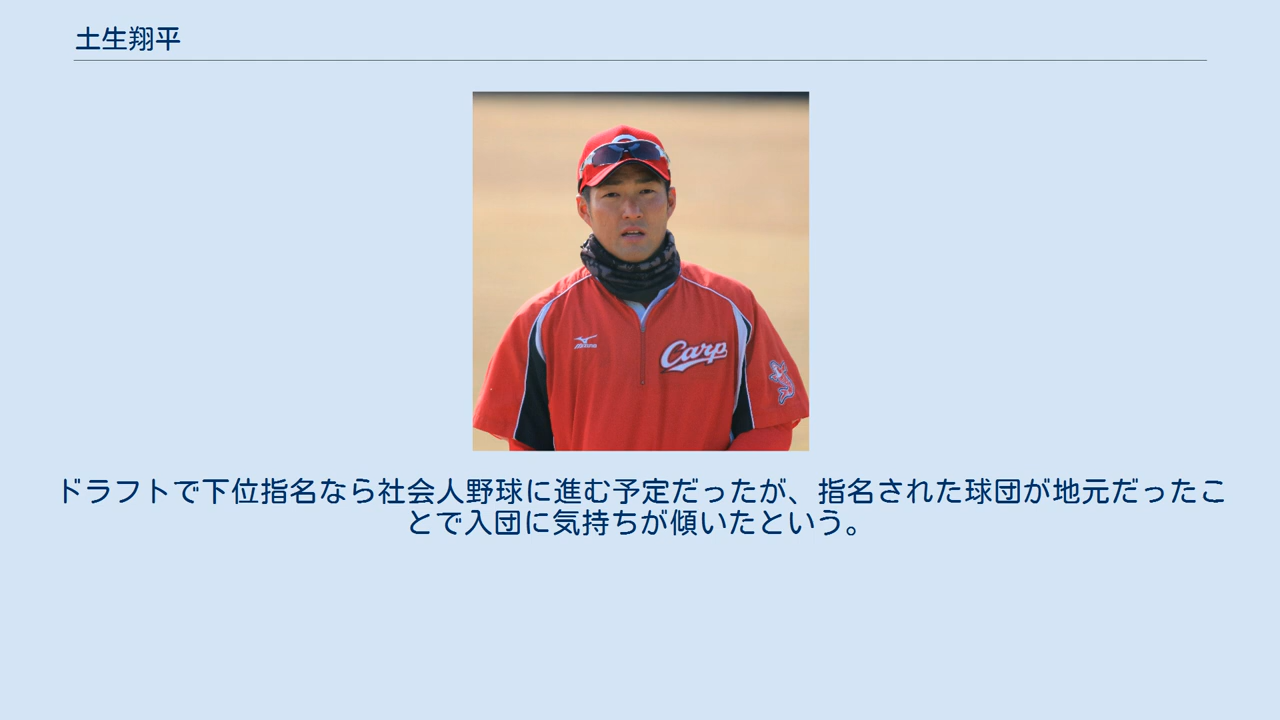 土生翔平
MIZUNO
Carp
ドラフトで下位指名なら社会人野球に進む予定だったが、指名された球団が地元だったこ
とで入団に気持ちが傾いたという。